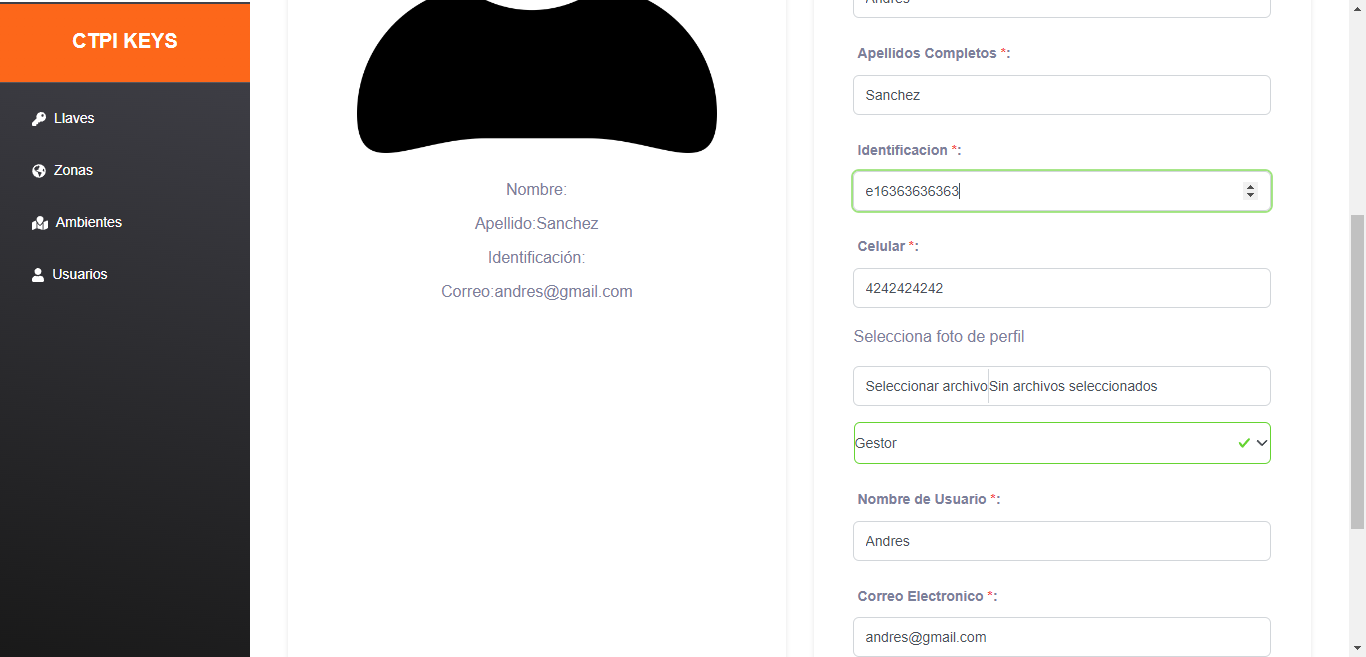 CTPI KEYS
Llaves
Zonas
Ambientes
Usuarios
Nombre:
Apellido:Sanchez
Identificación:
Correo:andres@gmail.com
Andres
Apellidos Completos *:
Sanchez
Identificacion *:
e16363636363
Celular *:
4242424242
Selecciona foto de perfil
Seleccionar archivo Sin archivos seleccionados
Gestor
Nombre de Usuario *:
Andres
Correo Electronico *:
andres@gmail.com